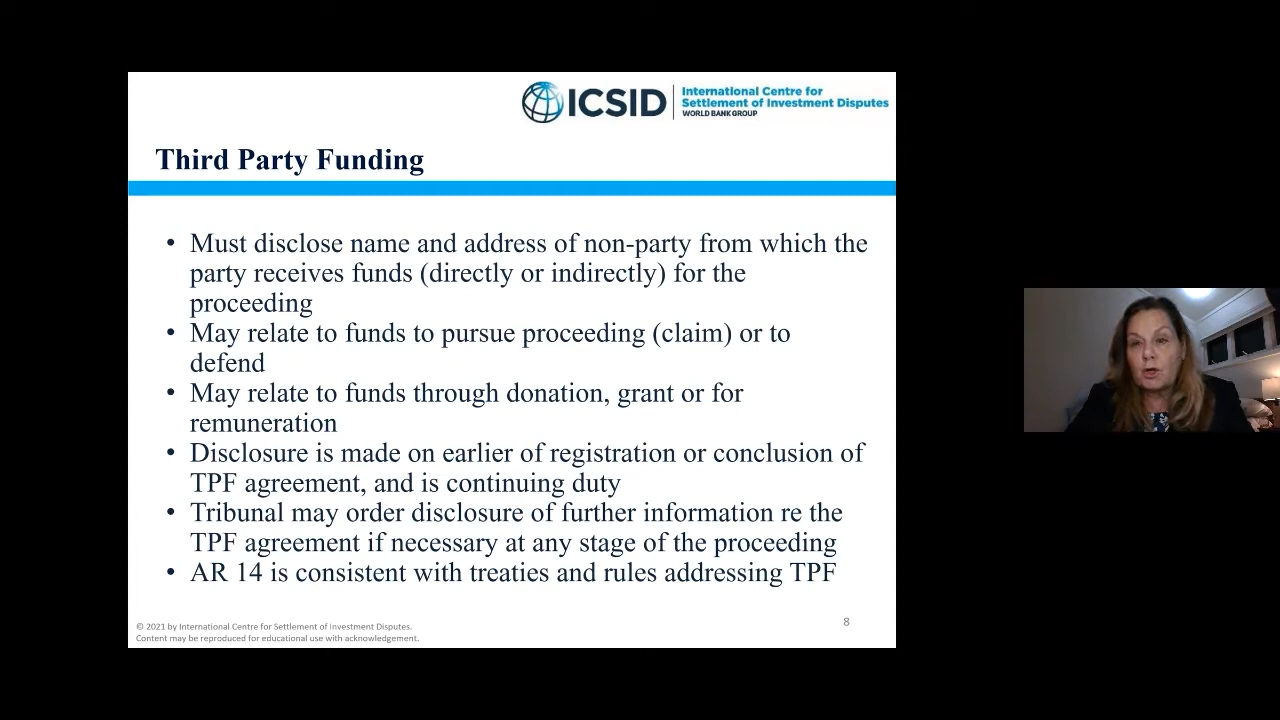 ICSID
International Centre for
Settlement of Investment Disputes
WORLD BANK GROUP
Third Party Funding
• Must disclose name and address of non-party from which the
party receives funds (directly or indirectly) for the
proceeding
• May relate to funds to pursue proceeding (claim) or to
defend
• May relate to funds through donation, grant or for
remuneration
• Disclosure is made on earlier of registration or conclusion of
TPF agreement, and is continuing duty
• Tribunal may order disclosure of further information re the
TPF agreement if necessary at any stage of the proceeding
• AR 14 is consistent with treaties and rules addressing TPF
© 2021 by International Centre for Settlement of Investment Disputes.
Content may be reproduced for educational use with acknowledgement.
8